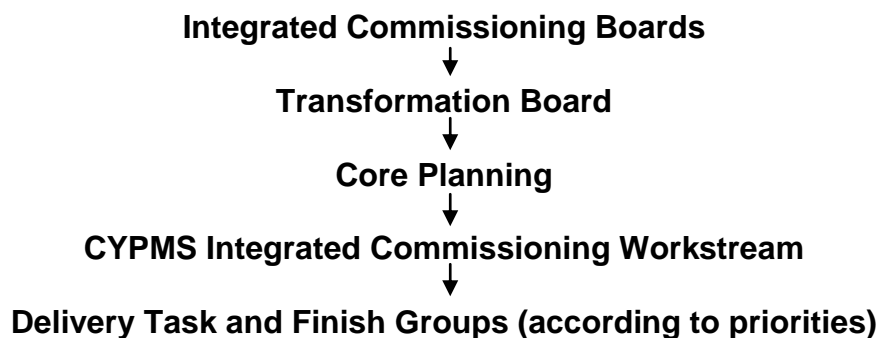 Integrated Commissioning Boards
Transformation Board
Core Planning
CYPMS Integrated Commissioning Workstream
Delivery Task and Finish Groups (according to priorities)